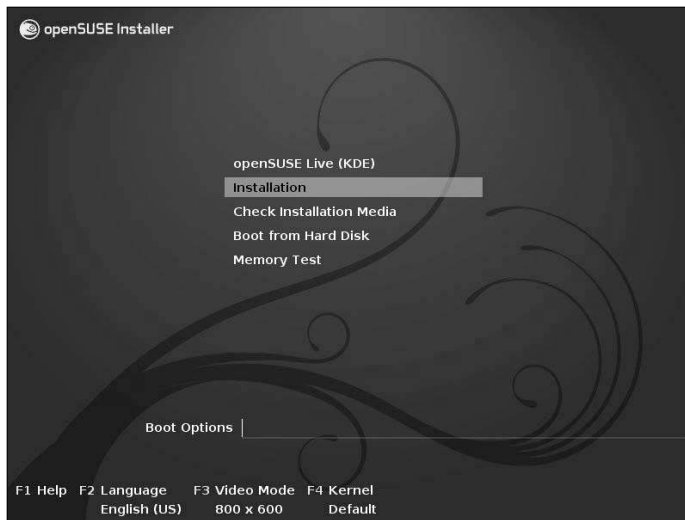 openSUSE Installer
openSUSE Live (KDE)
Installation
Check Installation Media
Boot from Hard Disk
Memory Test
Boot Options
F1 Help F2 Language F3 Video Mode F4 Kernel
English (US) 800 x 600 Default